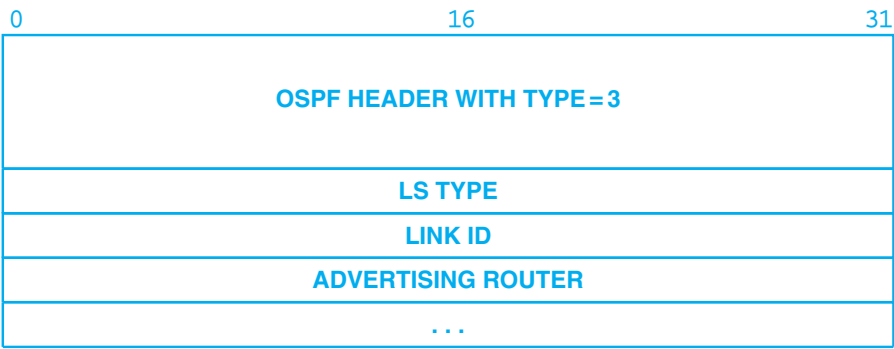 0 16 31
OSPF HEADER WITH TYPE = 3
LS TYPE
LINK ID
ADVERTISING ROUTER
. . .